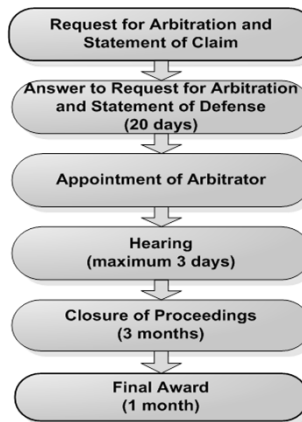 Request for Arbitration and
Statement of Claim
Answer to Request for Arbitration
and Statement of Defense
(20 days)
Appointment of Arbitrator
Hearing
(maximum 3 days)
Closure of Proceedings
(3 months)
Final Award
(1 month)